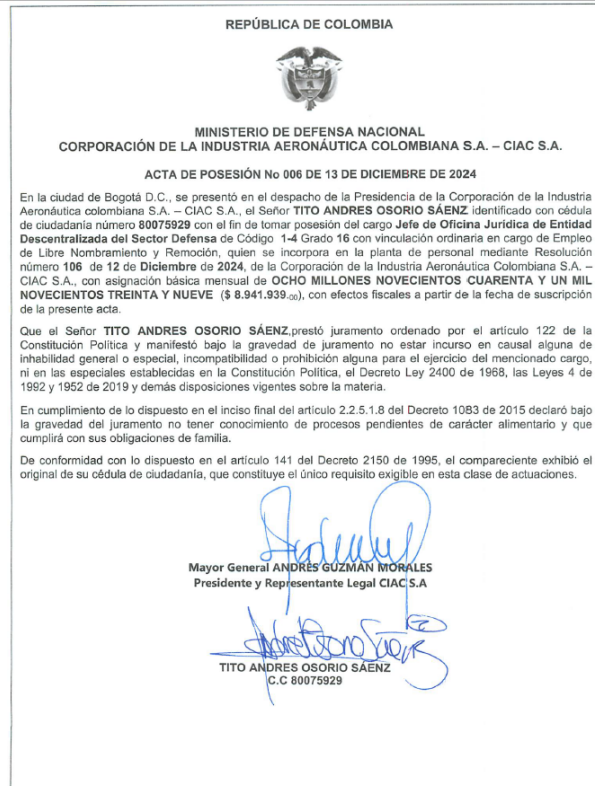 REPÚBLICA DE COLOMBIA
MINISTERIO DE DEFENSA NACIONAL
CORPORACIÓN DE LA INDUSTRIA AERONÁUTICA COLOMBIANA S.A. – CIAC S.A.
ACTA DE POSESIÓN No 006 DE 13 DE DICIEMBRE DE 2024
En la ciudad de Bogotá D.C., se presentó en el despacho de la Presidencia de la Corporación de la Industria
Aeronáutica colombiana S.A. – CIAC S.A., el Señor TITO ANDRES OSORIO SÁENZ identificado con cédula
de ciudadanía número 80075929 con el fin de tomar posesión del cargo Jefe de Oficina Juridica de Entidad
Descentralizada del Sector Defensa de Código 1-4 Grado 16 con vinculación ordinaria en cargo de Empleo
de Libre Nombramiento y Remoción, quien se incorpora en la planta de personal mediante Resolución
número 106 de 12 de Diciembre de 2024, de la Corporación de la Industria Aeronáutica Colombiana S.A. –
CIAC S.A., con asignación básica mensual de OCHO MILLONES NOVECIENTOS CUARENTA Y UN MIL
NOVECIENTOS TREINTA Y NUEVE ($ 8.941.939.00), con efectos fiscales a partir de la fecha de suscripción
de la presente acta.
Que el Señor TITO ANDRES OSORIO SÁENZ,prestó juramento ordenado por el artículo 122 de la
Constitución Política y manifestó bajo la gravedad de juramento no estar incurso en causal alguna de
inhabilidad general o especial, incompatibilidad o prohibición alguna para el ejercicio del mencionado cargo,
ni en las especiales establecidas en la Constitución Política, el Decreto Ley 2400 de 1968, las Leyes 4 de
1992 y 1952 de 2019 y demás disposiciones vigentes sobre la materia.
En cumplimiento de lo dispuesto en el inciso final del artículo 2.2.5.1.8 del Decreto 1083 de 2015 declaró bajo
la gravedad del juramento no tener conocimiento de procesos pendientes de carácter alimentario y que
cumplirá con sus obligaciones de familia.
De conformidad con lo dispuesto en el artículo 141 del Decreto 2150 de 1995, el compareciente exhibió el
original de su cédula de ciudadanía, que constituye el único requisito exigible en esta clase de actuaciones.
Mayor General ANDRES GUZMÁN MORALES
Presidente y Representante Legal CIAC S.A
TITO ANDRES OSORIO SÁENZ
C.C 80075929